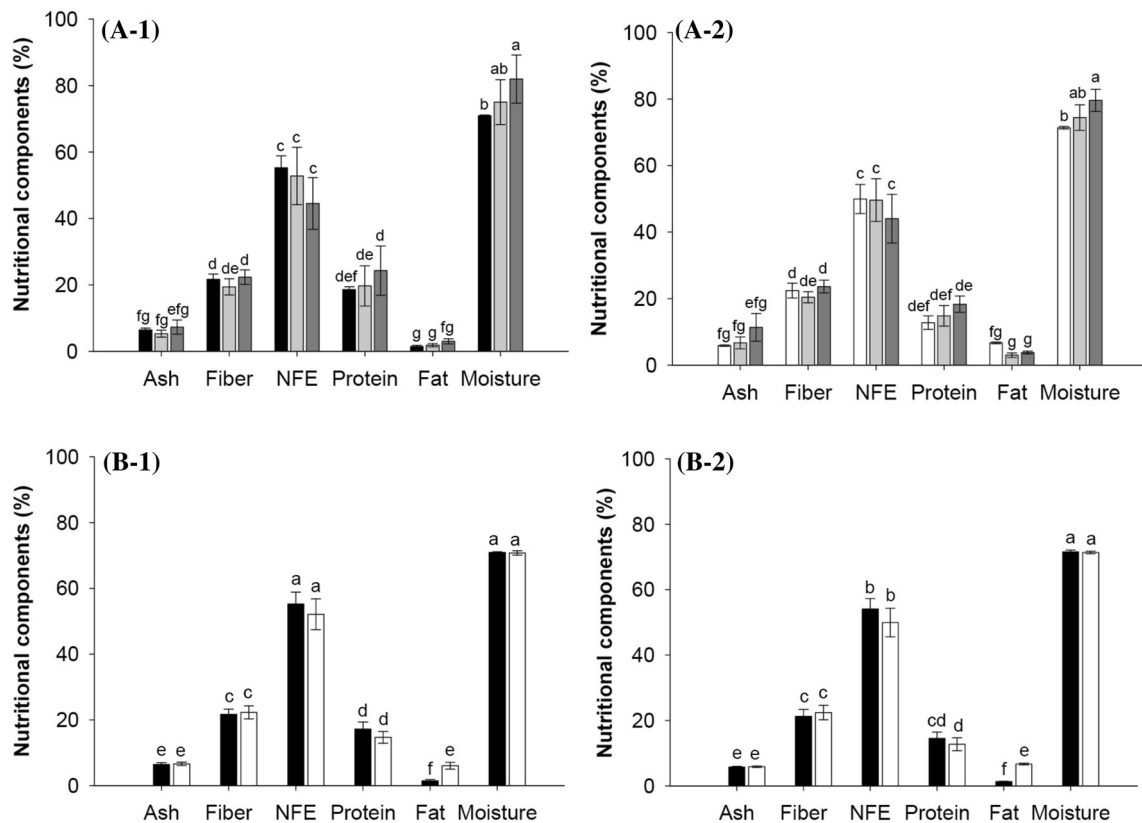 (A-1)
Nutritional components (%)
100
80
60
40
20
0
fg fg efg
d de d
c c c
def de d
g g fg
b ab a
Ash Fiber NFE Protein Fat Moisture
(A-2)
Nutritional components (%)
100
80
60
40
20
0
fg fg efg
d de d
c c c
def def de
fg g g
b ab a
Ash Fiber NFE Protein Fat Moisture
(B-1)
Nutritional components (%)
100
80
60
40
20
0
e e
c c
a a
d d
f e
a a
Ash Fiber NFE Protein Fat Moisture
(B-2)
Nutritional components (%)
100
80
60
40
20
0
e e
c c
b b
cd d
f e
a a
Ash Fiber NFE Protein Fat Moisture